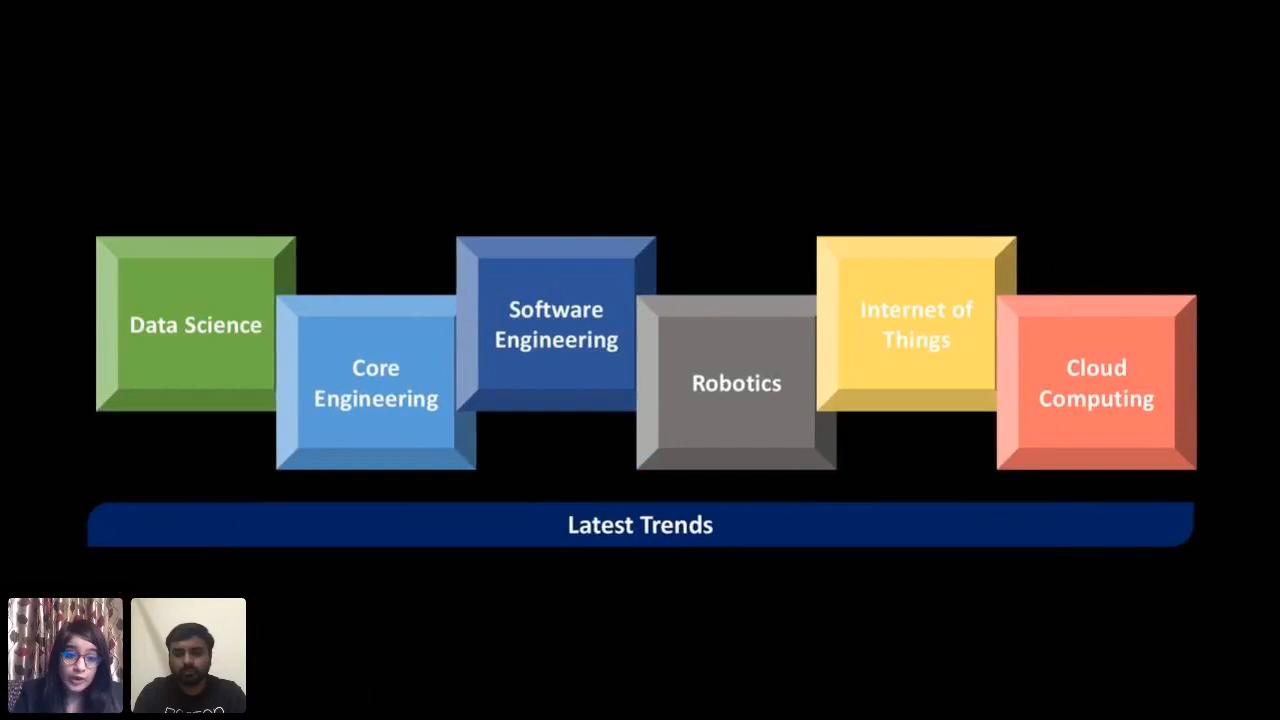 Data Science
Core
Engineering
Software
Engineering
Robotics
Internet of
Things
Cloud
Computing
Latest Trends